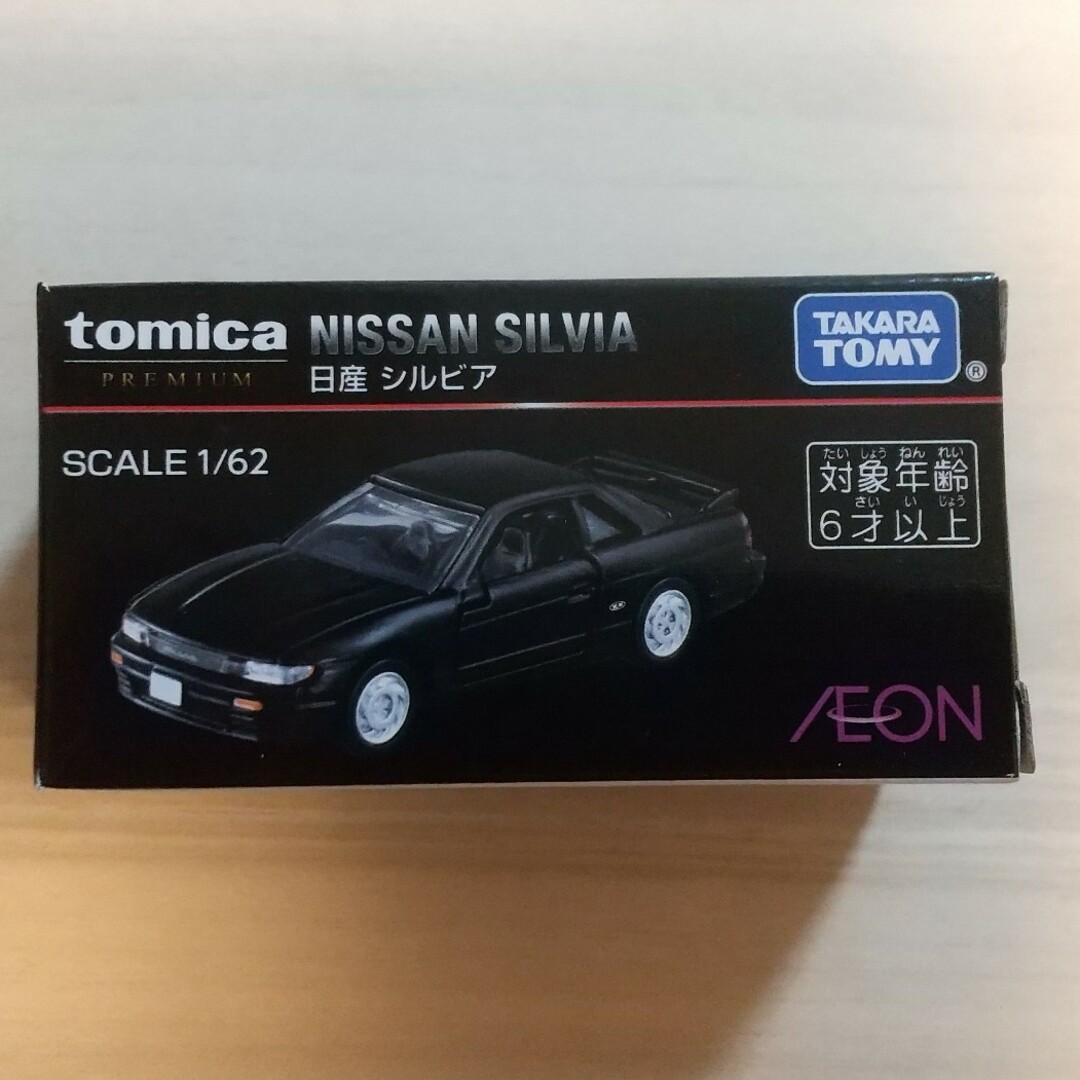 tomica
PREMIUM
NISSAN SILVIA
日産 シルビア
TAKARA
TOMY
®
SCALE 1/62
たい しょう ねん れい
対象年齢
さい い じょう
6才以上
ÆON